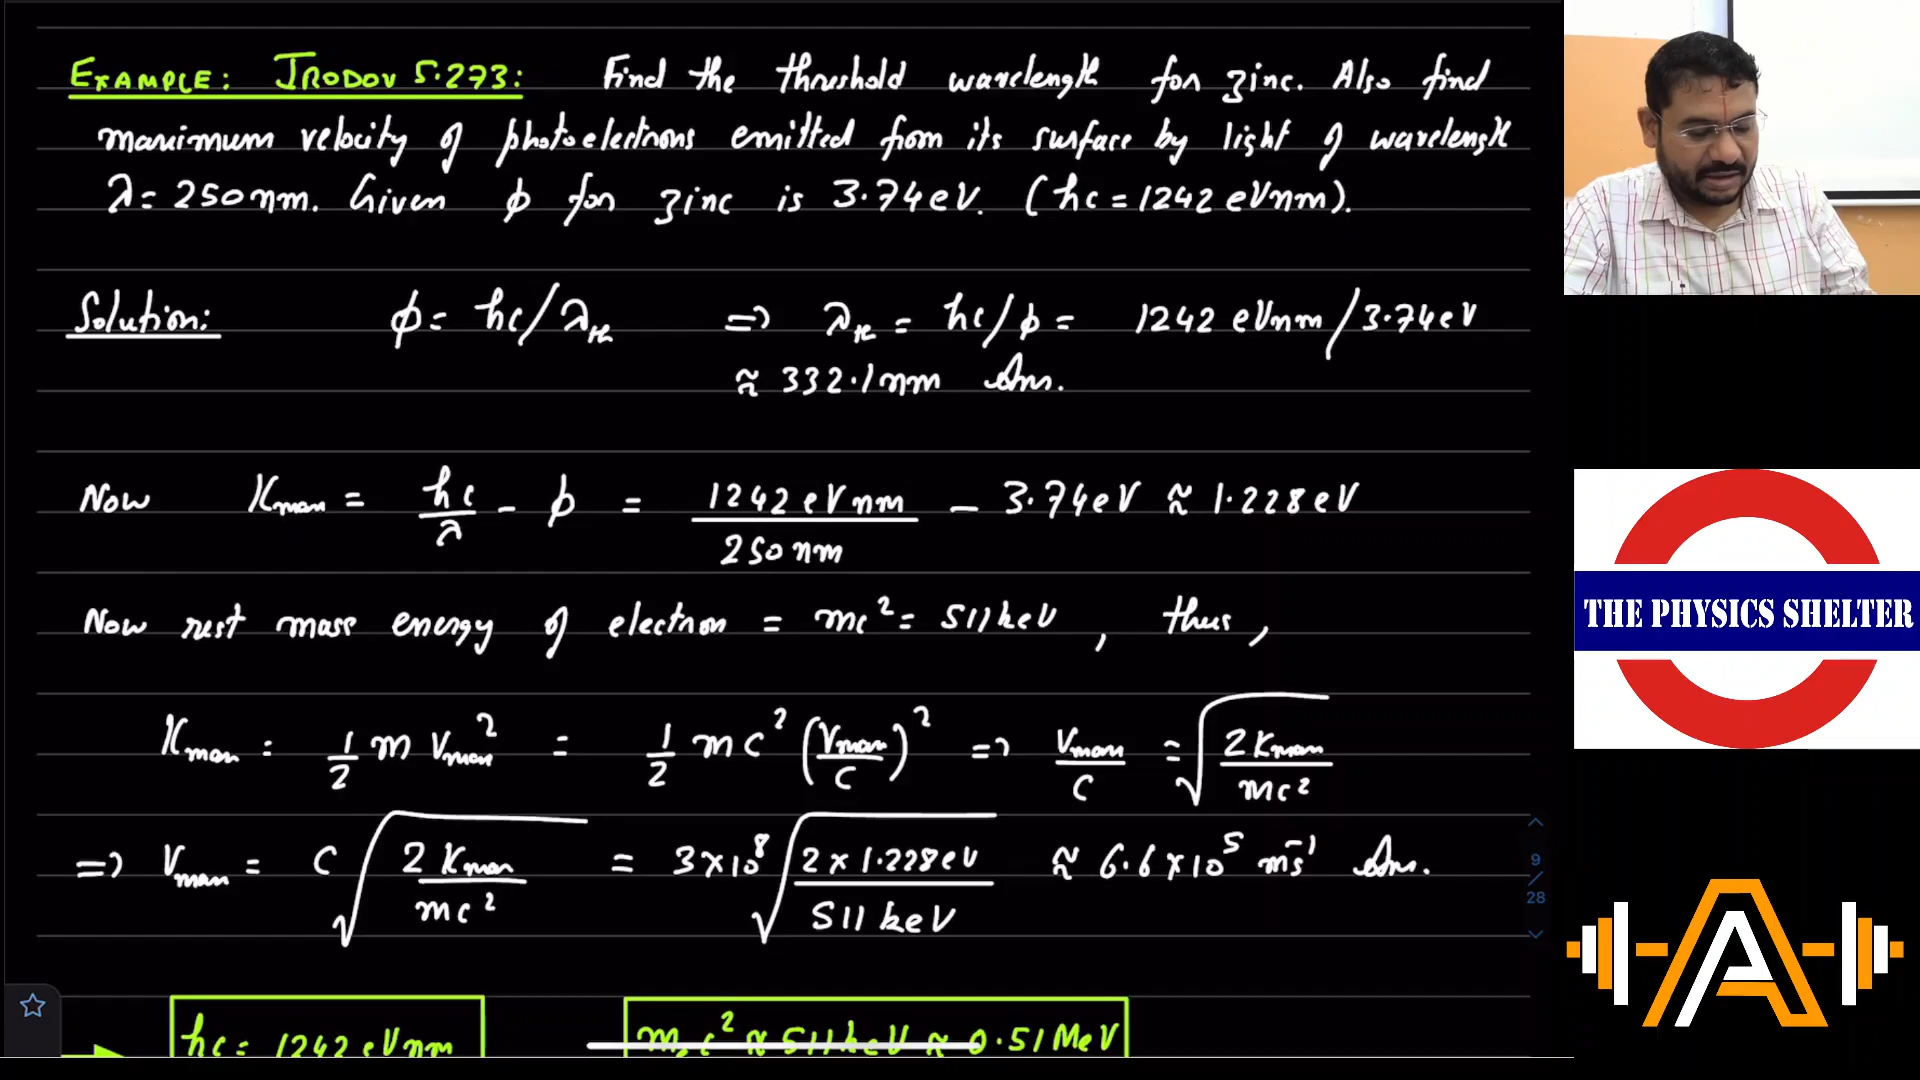 EXAMPLE: IRODOV 5.273: Find the threshold wavelength for zinc. Also find
maximum velocity of photoelectrons emitted from its surface by light of wavelength
λ = 250nm. Given ϕ for zinc is 3.74eV. (hc = 1242 eVnm).
Solution: ϕ = hc/λth => λth = hc/ϕ = 1242 eVnm/3.74eV
≈ 332.1nm Ans.
Now Kmax = hc/λ - ϕ = 1242 eVnm/250nm - 3.74eV ≈ 1.228eV
Now rest mass energy of electron = mc² = 511keV, thus,
Kmax = 1/2 m Vmax² = 1/2 mc² (Vmax/C)² => Vmax/C = √(2Kmax/mc²)
=> Vmax = C √(2Kmax/mc²) = 3×10⁸ √(2×1.228eV/511keV) ≈ 6.6×10⁵ ms⁻¹ Ans.
hc = 1242 eVnm
m₀c² ≈ 511keV ≈ 0.51MeV
9
/
28
THE PHYSICS SHELTER
A